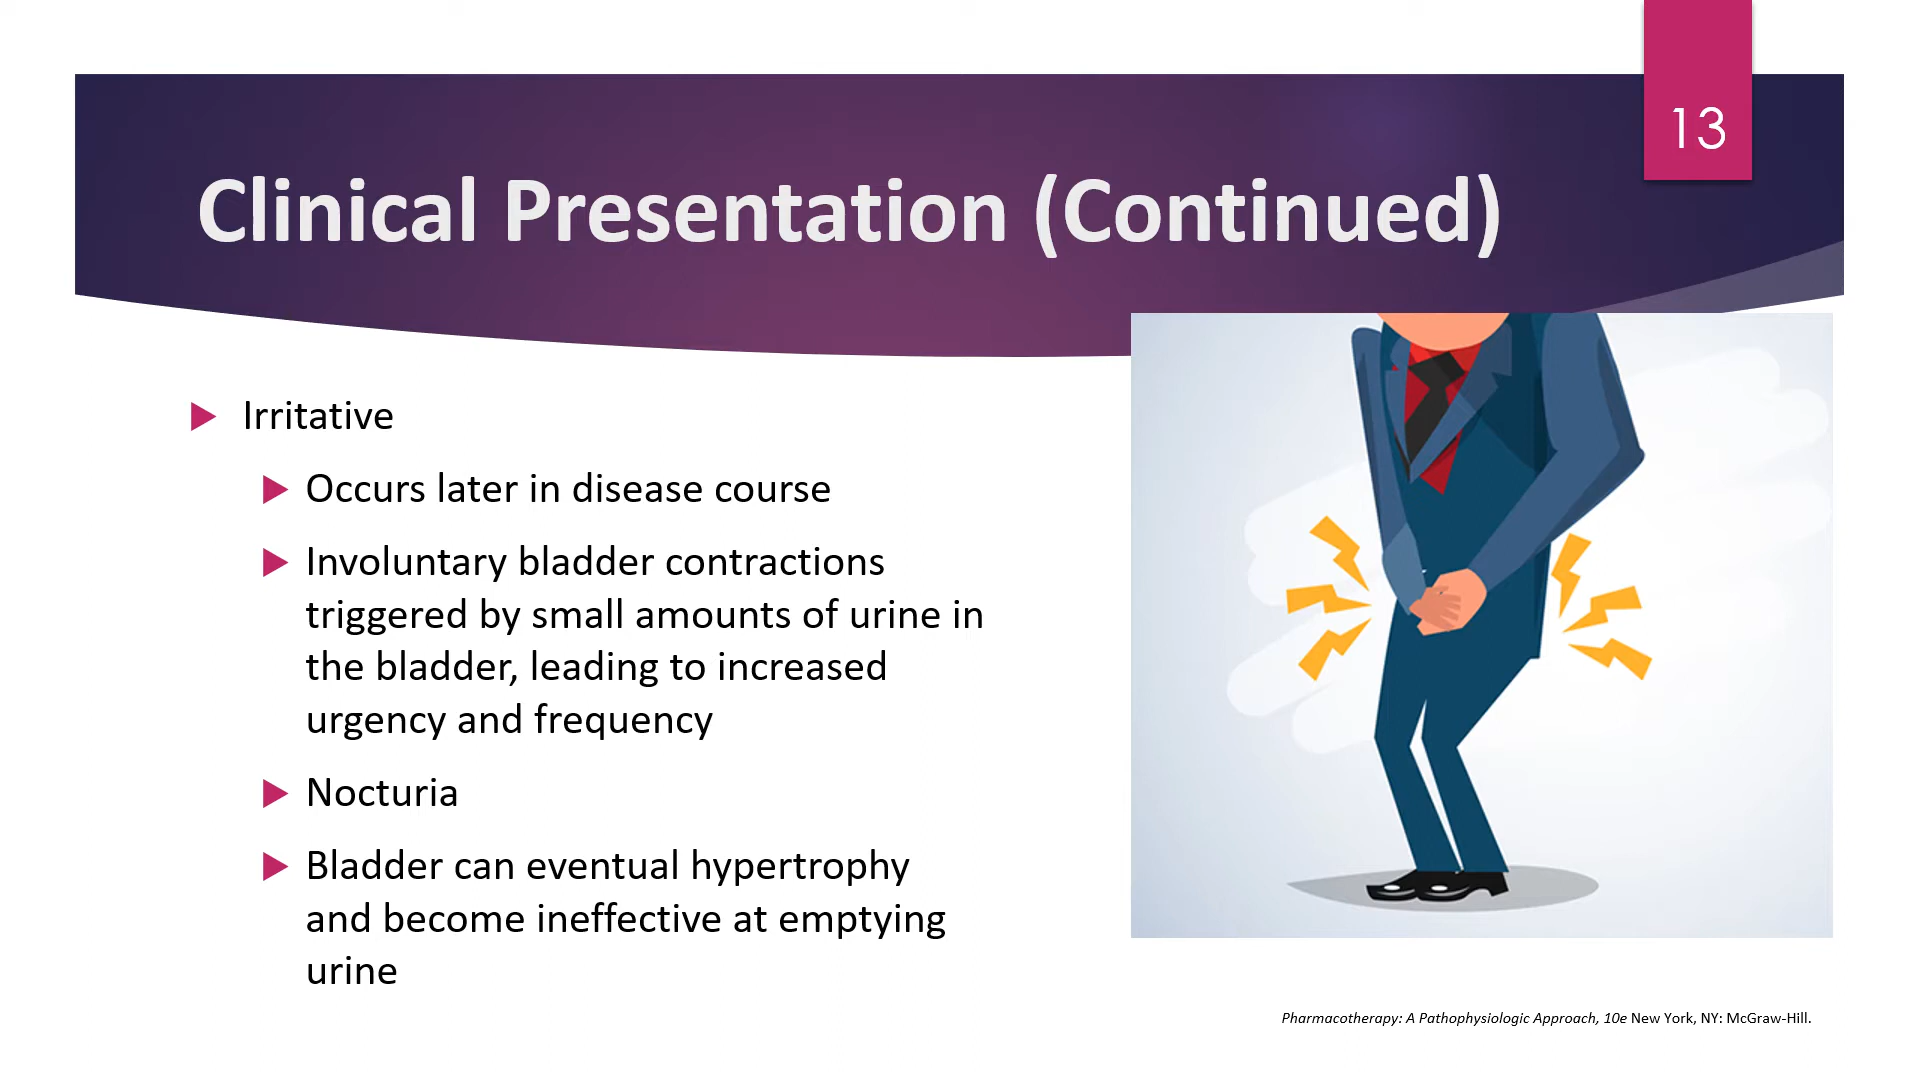 13
Clinical Presentation (Continued)
Irritative
Occurs later in disease course
Involuntary bladder contractions
triggered by small amounts of urine in
the bladder, leading to increased
urgency and frequency
Nocturia
Bladder can eventual hypertrophy
and become ineffective at emptying
urine
Pharmacotherapy: A Pathophysiologic Approach, 10e New York, NY: McGraw-Hill.